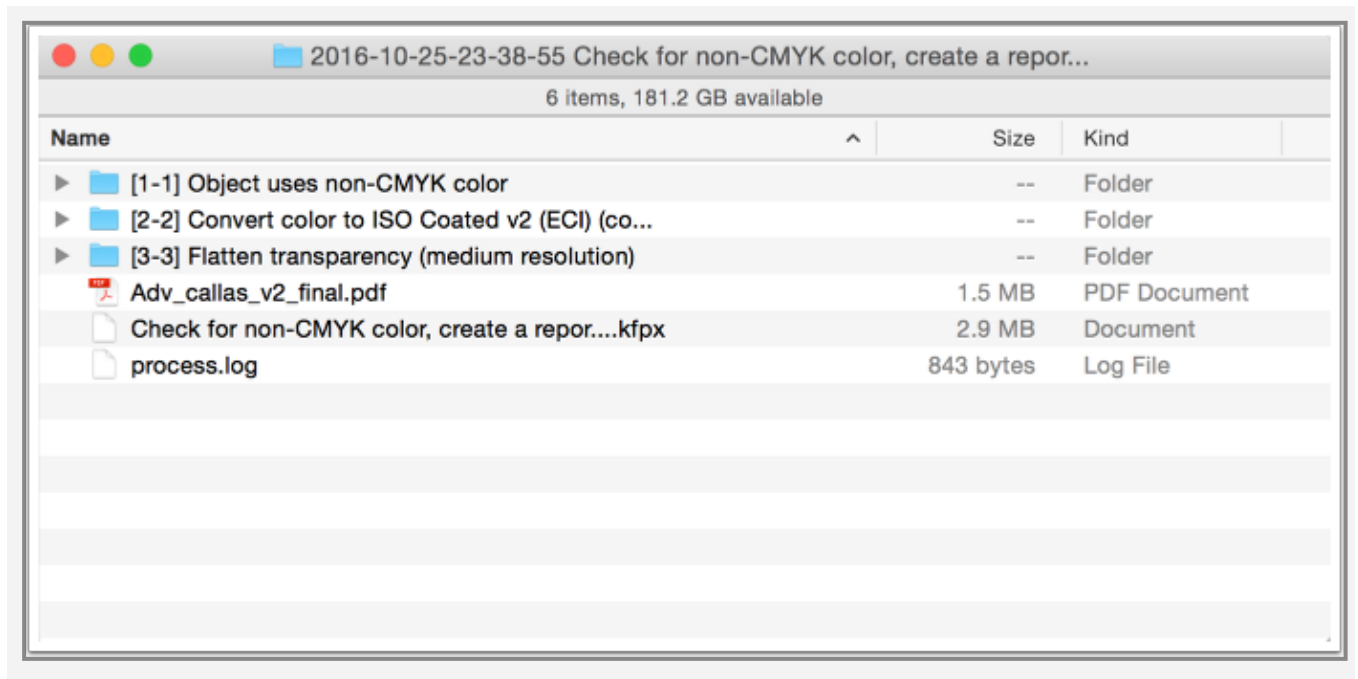 2016-10-25-23-38-55 Check for non-CMYK color, create a repor...
6 items, 181.2 GB available
Name Size Kind
[1-1] Object uses non-CMYK color -- Folder
[2-2] Convert color to ISO Coated v2 (ECI) (co... -- Folder
[3-3] Flatten transparency (medium resolution) -- Folder
Adv_callas_v2_final.pdf 1.5 MB PDF Document
Check for non-CMYK color, create a repor....kfpx 2.9 MB Document
process.log 843 bytes Log File